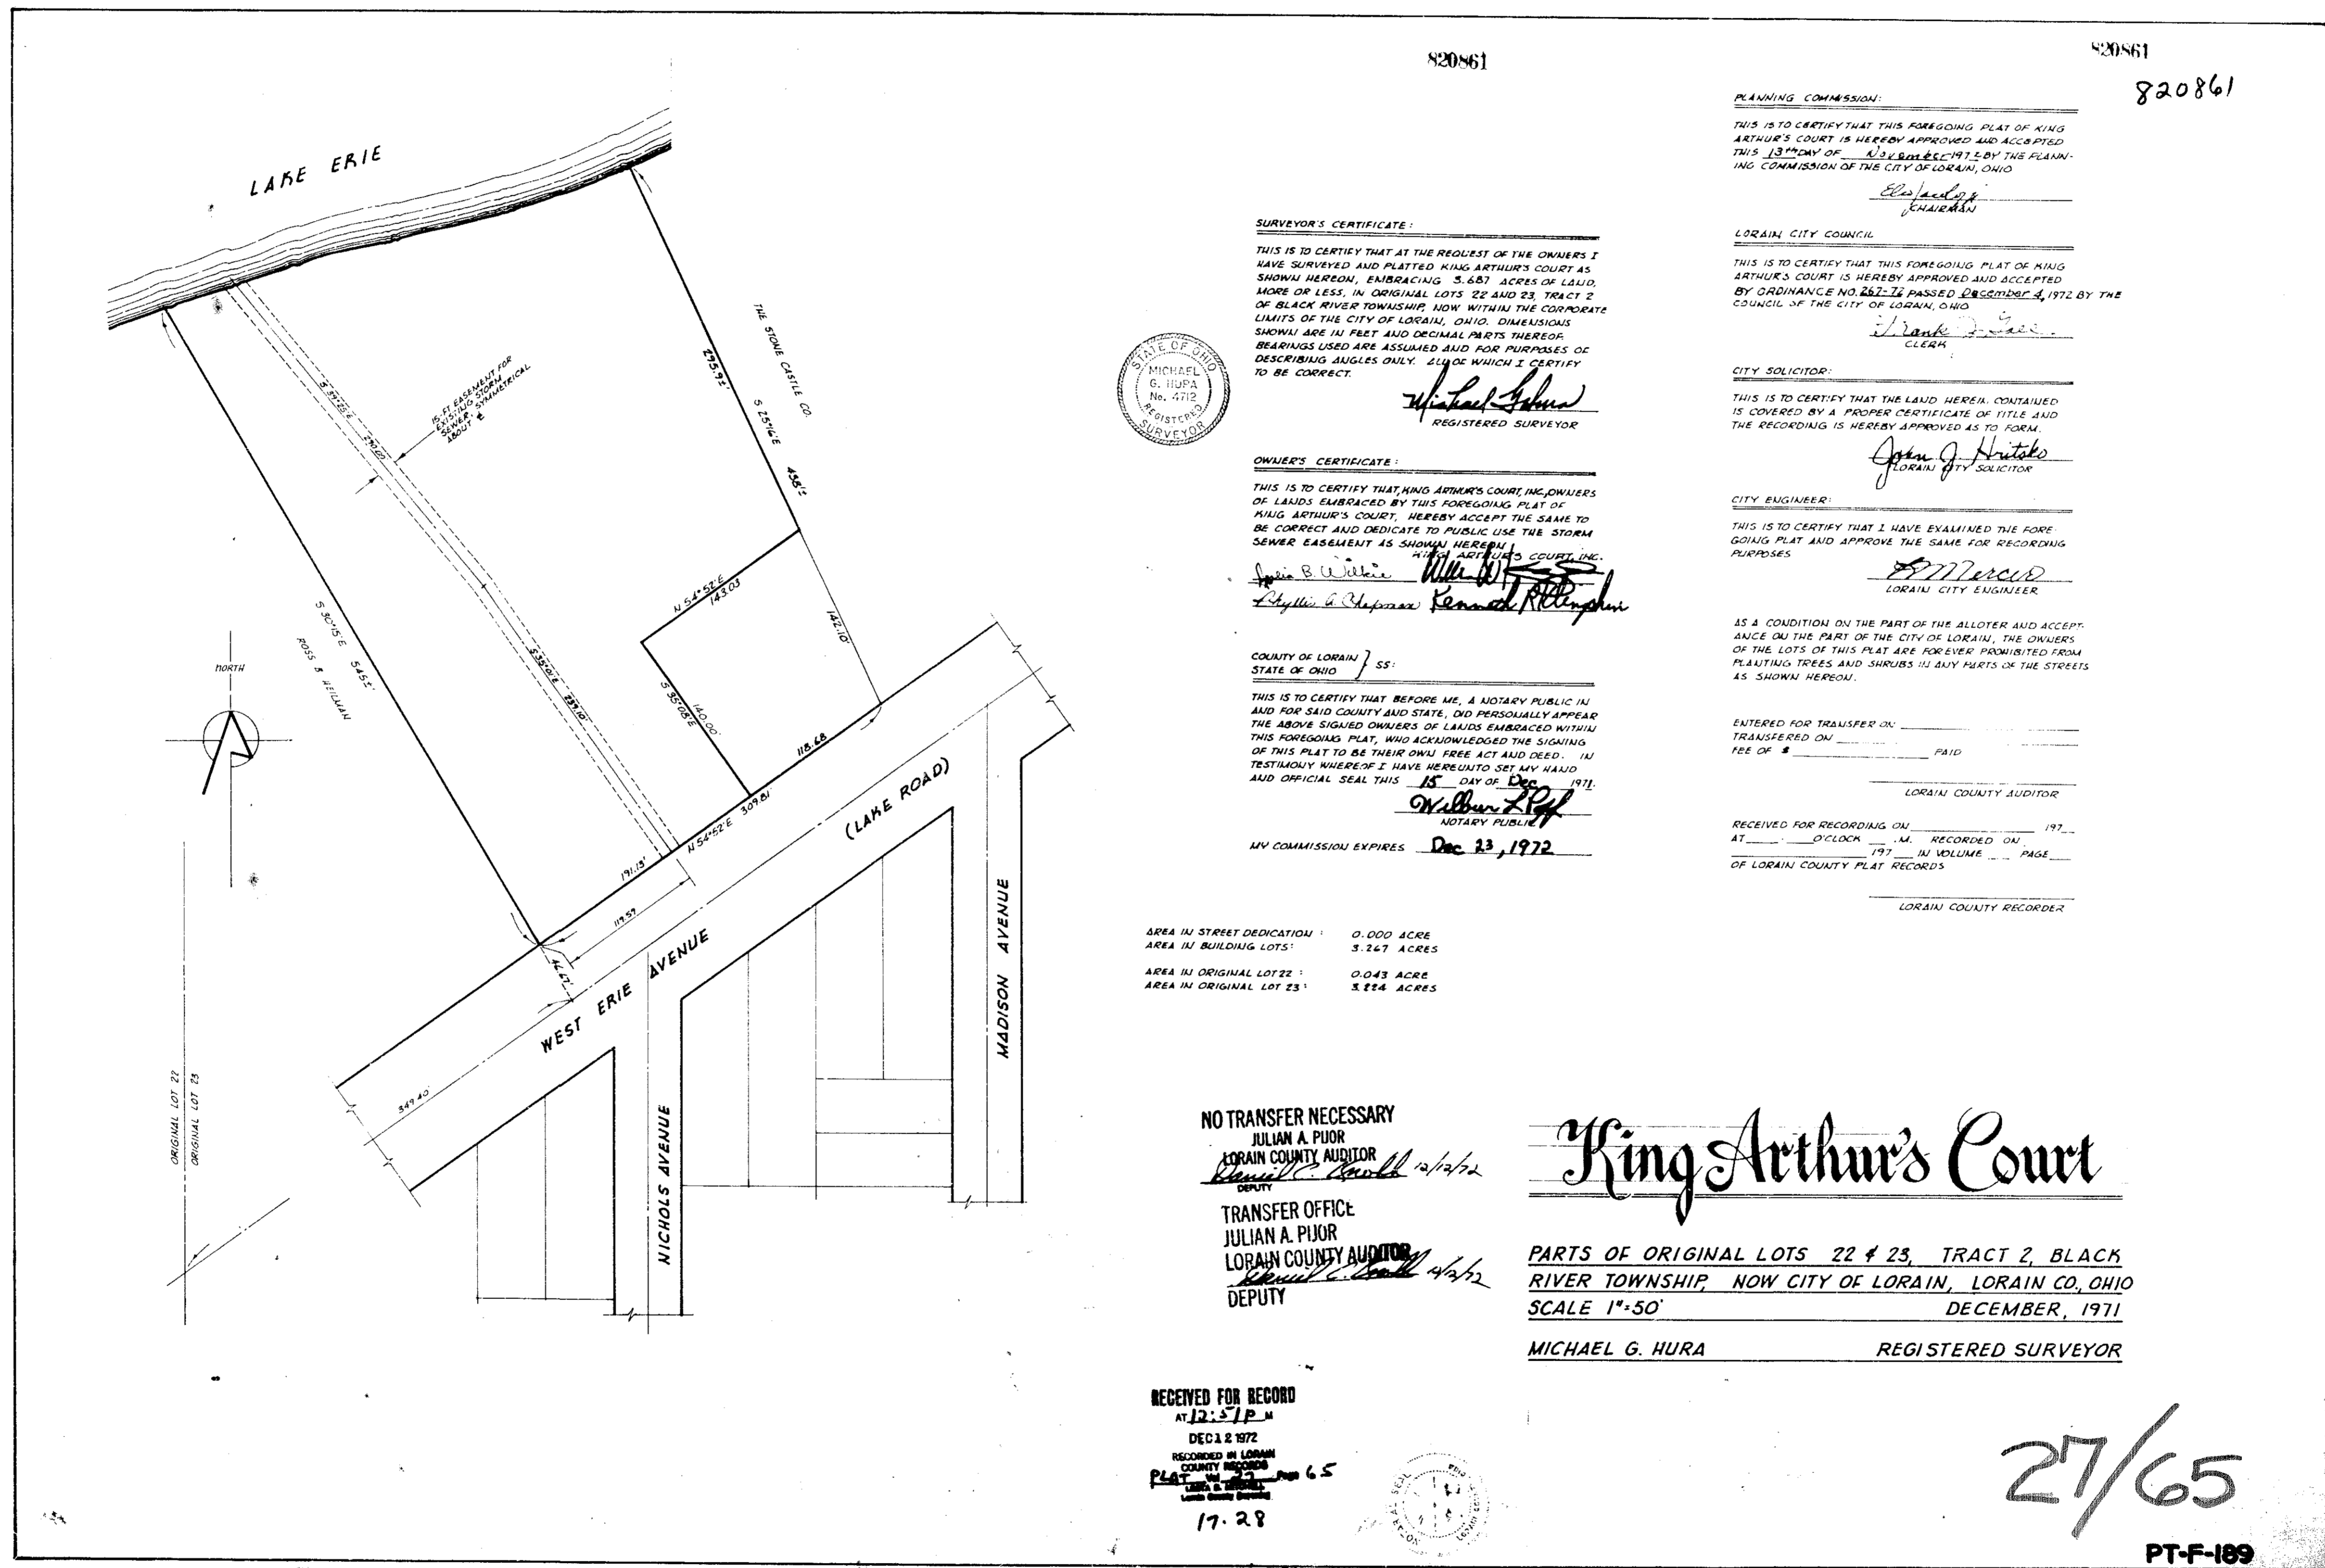 820861
820861
820861
LAKE ERIE
THE STONE CASTLE CO.
295.9±
S 25°16'E 438'±
15-FT EASEMENT FOR
EXISTING STORM
SEWER. SYMMETRICAL
ABOUT ℄
S 39°25'E
290.00
N 54°52'E
143.03
142.10'
S 30°15'E 545±'
ROSS B HEILMAN
NORTH
S 35°01'E
239.10'
S 35°08'E
140.00'
118.68
N 54°52'E 309.81'
191.13'
119.59
46.67'
349.40'
WEST ERIE AVENUE
(LAKE ROAD)
MADISON AVENUE
NICHOLS AVENUE
ORIGINAL LOT 22
ORIGINAL LOT 23
SURVEYOR'S CERTIFICATE:
THIS IS TO CERTIFY THAT AT THE REQUEST OF THE OWNERS I
HAVE SURVEYED AND PLATTED KING ARTHUR'S COURT AS
SHOWN HEREON, EMBRACING 3.687 ACRES OF LAND,
MORE OR LESS, IN ORIGINAL LOTS 22 AND 23, TRACT 2
OF BLACK RIVER TOWNSHIP, NOW WITHIN THE CORPORATE
LIMITS OF THE CITY OF LORAIN, OHIO. DIMENSIONS
SHOWN ARE IN FEET AND DECIMAL PARTS THEREOF.
BEARINGS USED ARE ASSUMED AND FOR PURPOSES OF
DESCRIBING ANGLES ONLY. ALL OF WHICH I CERTIFY
TO BE CORRECT.
REGISTERED SURVEYOR
STATE OF OHIO
MICHAEL
G. HURA
No. 4712
REGISTERED
SURVEYOR
OWNER'S CERTIFICATE:
THIS IS TO CERTIFY THAT, KING ARTHUR'S COURT, INC, OWNERS
OF LANDS EMBRACED BY THIS FOREGOING PLAT OF
KING ARTHUR'S COURT, HEREBY ACCEPT THE SAME TO
BE CORRECT AND DEDICATE TO PUBLIC USE THE STORM
SEWER EASEMENT AS SHOWN HEREON
KING ARTHUR'S COURT, INC.
B. Wilkie
Phyllis A. Chapman Kenneth
COUNTY OF LORAIN } SS:
STATE OF OHIO
THIS IS TO CERTIFY THAT BEFORE ME, A NOTARY PUBLIC IN
AND FOR SAID COUNTY AND STATE, DID PERSONALLY APPEAR
THE ABOVE SIGNED OWNERS OF LANDS EMBRACED WITHIN
THIS FOREGOING PLAT, WHO ACKNOWLEDGED THE SIGNING
OF THIS PLAT TO BE THEIR OWN FREE ACT AND DEED. IN
TESTIMONY WHEREOF I HAVE HEREUNTO SET MY HAND
AND OFFICIAL SEAL THIS 15 DAY OF Dec 1971.
NOTARY PUBLIC
MY COMMISSION EXPIRES Dec 23, 1972
AREA IN STREET DEDICATION : 0.000 ACRE
AREA IN BUILDING LOTS: 3.267 ACRES
AREA IN ORIGINAL LOT 22 : 0.043 ACRE
AREA IN ORIGINAL LOT 23 : 3.224 ACRES
PLANNING COMMISSION:
THIS IS TO CERTIFY THAT THIS FOREGOING PLAT OF KING
ARTHUR'S COURT IS HEREBY APPROVED AND ACCEPTED
THIS 13th DAY OF November 1972 BY THE PLANN-
ING COMMISSION OF THE CITY OF LORAIN, OHIO
CHAIRMAN
LORAIN CITY COUNCIL
THIS IS TO CERTIFY THAT THIS FOREGOING PLAT OF KING
ARTHUR'S COURT IS HEREBY APPROVED AND ACCEPTED
BY ORDINANCE NO. 267-72 PASSED December 4, 1972 BY THE
COUNCIL OF THE CITY OF LORAIN, OHIO
Frank
CLERK
CITY SOLICITOR:
THIS IS TO CERTIFY THAT THE LAND HEREIN CONTAINED
IS COVERED BY A PROPER CERTIFICATE OF TITLE AND
THE RECORDING IS HEREBY APPROVED AS TO FORM.
John J. Hritsko
LORAIN CITY SOLICITOR
CITY ENGINEER:
THIS IS TO CERTIFY THAT I HAVE EXAMINED THE FORE-
GOING PLAT AND APPROVE THE SAME FOR RECORDING
PURPOSES
LORAIN CITY ENGINEER
AS A CONDITION ON THE PART OF THE ALLOTER AND ACCEPT-
ANCE ON THE PART OF THE CITY OF LORAIN, THE OWNERS
OF THE LOTS OF THIS PLAT ARE FOREVER PROHIBITED FROM
PLANTING TREES AND SHRUBS IN ANY PARTS OF THE STREETS
AS SHOWN HEREON.
ENTERED FOR TRANSFER ON
TRANSFERED ON
FEE OF $ PAID
LORAIN COUNTY AUDITOR
RECEIVED FOR RECORDING ON 197
AT O'CLOCK .M. RECORDED ON
197 IN VOLUME PAGE
OF LORAIN COUNTY PLAT RECORDS
LORAIN COUNTY RECORDER
NO TRANSFER NECESSARY
JULIAN A. PIJOR
LORAIN COUNTY AUDITOR
Daniel C. 12/12/72
DEPUTY
TRANSFER OFFICE
JULIAN A. PIJOR
LORAIN COUNTY AUDITOR
Daniel C. 12/12/72
DEPUTY
King Arthur's Court
PARTS OF ORIGINAL LOTS 22 & 23, TRACT 2, BLACK
RIVER TOWNSHIP, NOW CITY OF LORAIN, LORAIN CO., OHIO
SCALE 1"=50' DECEMBER, 1971
MICHAEL G. HURA REGISTERED SURVEYOR
RECEIVED FOR RECORD
AT 12:51 P M
DEC 12 1972
RECORDED IN LORAIN
COUNTY RECORDS
PLAT Vol 27 Page 65
17.28
27/65
PT-F-189